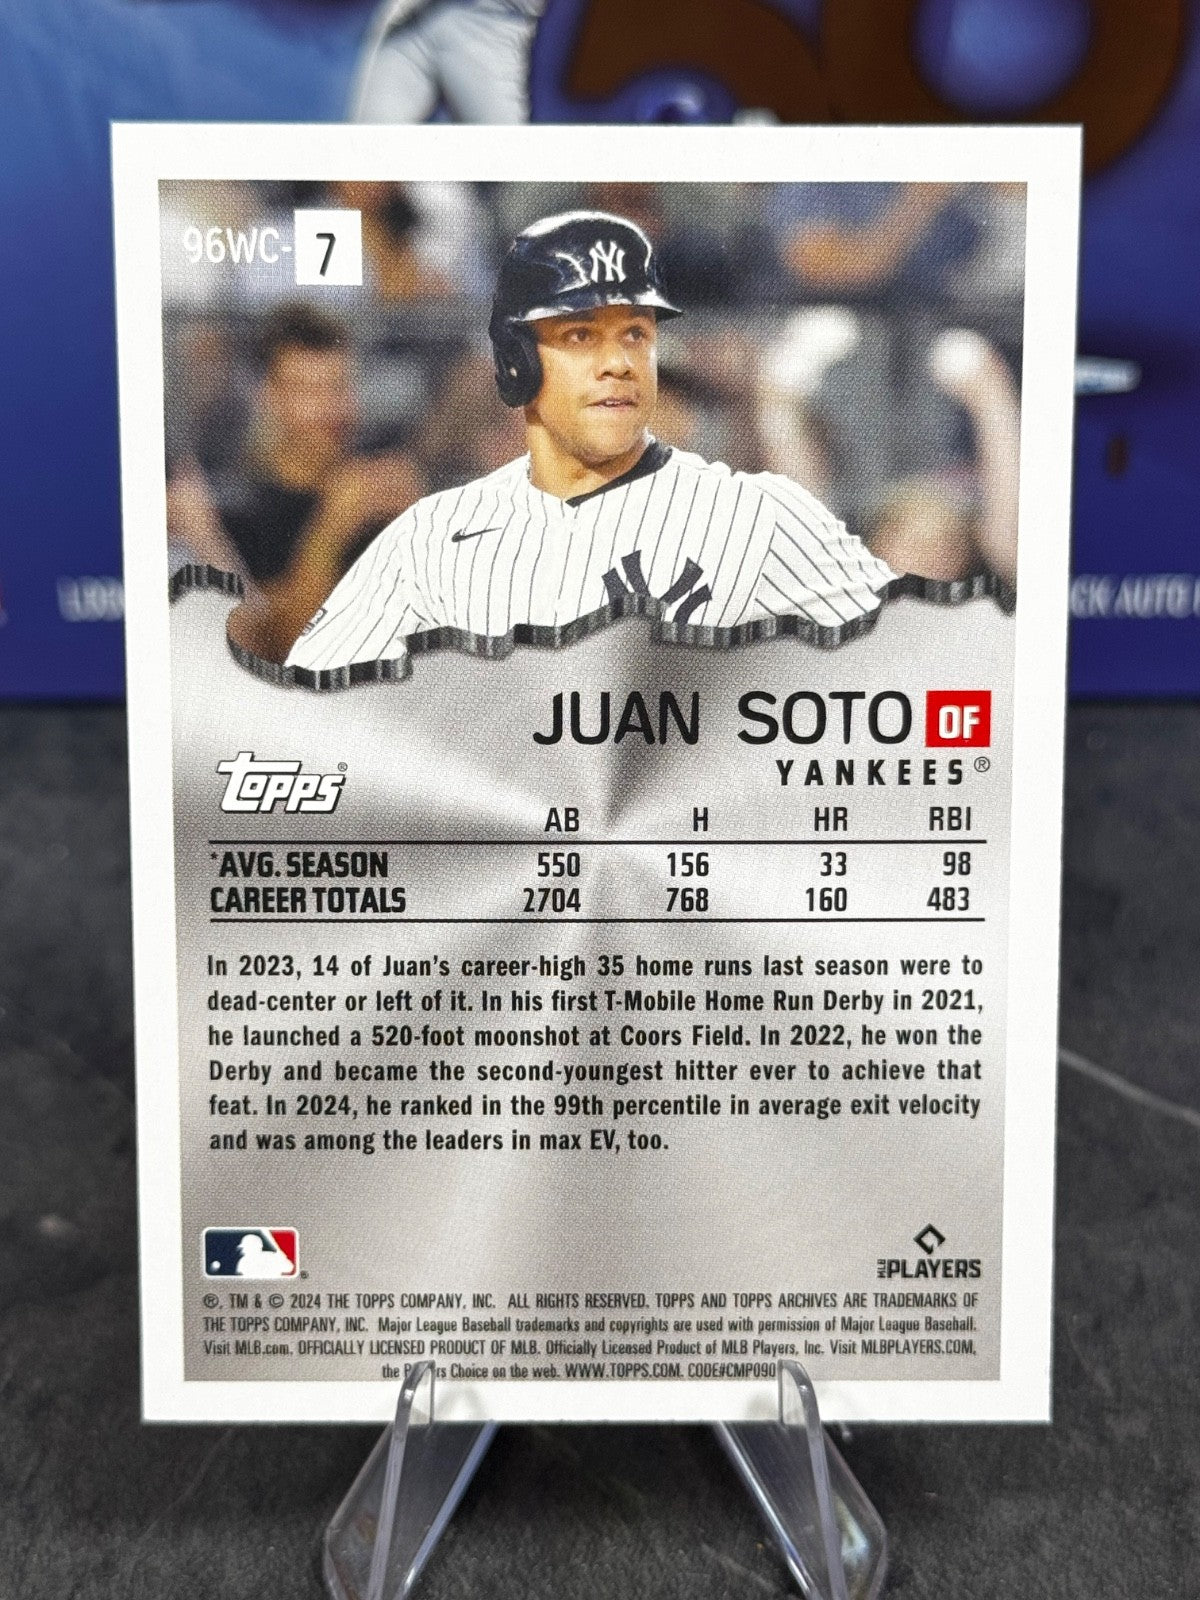 96WC-7
NY
JUAN SOTO OF
YANKEES®
TOPPS®
AB H HR RBI
*AVG. SEASON 550 156 33 98
CAREER TOTALS 2704 768 160 483
In 2023, 14 of Juan's career-high 35 home runs last season were to
dead-center or left of it. In his first T-Mobile Home Run Derby in 2021,
he launched a 520-foot moonshot at Coors Field. In 2022, he won the
Derby and became the second-youngest hitter ever to achieve that
feat. In 2024, he ranked in the 99th percentile in average exit velocity
and was among the leaders in max EV, too.
MLB PLAYERS
®, TM & © 2024 THE TOPPS COMPANY, INC. ALL RIGHTS RESERVED. TOPPS AND TOPPS ARCHIVES ARE TRADEMARKS OF
THE TOPPS COMPANY, INC. Major League Baseball trademarks and copyrights are used with permission of Major League Baseball.
Visit MLB.com. OFFICIALLY LICENSED PRODUCT OF MLB. Officially Licensed Product of MLB Players, Inc. Visit MLBPLAYERS.COM,
the Choice on the web. WWW.TOPPS.COM. CODE#CMP090
AUTO